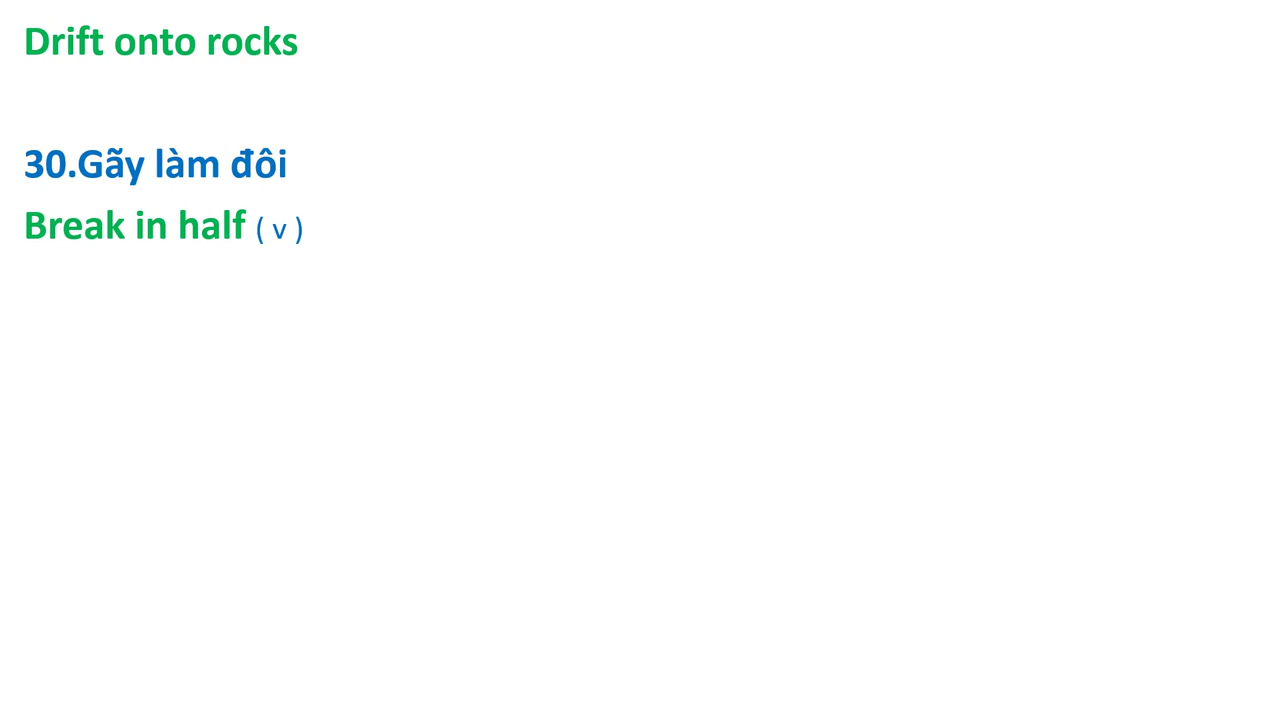 Drift onto rocks
30.Gãy làm đôi
Break in half ( v )